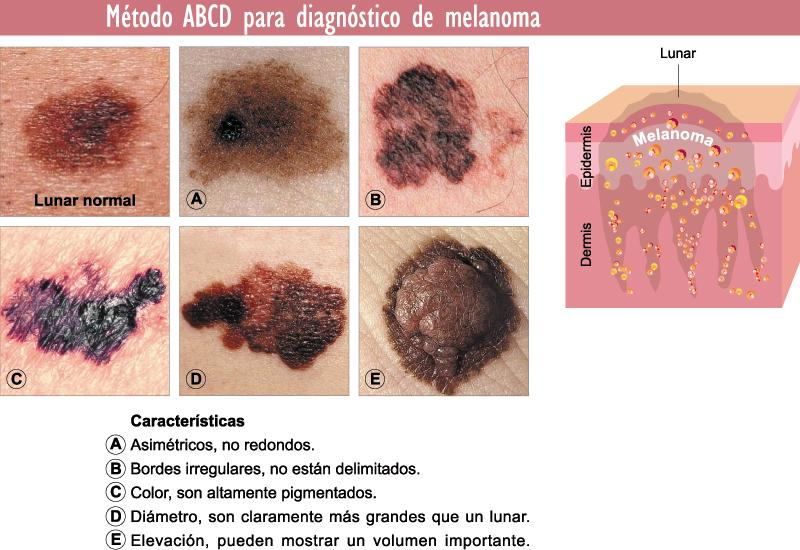 Método ABCD para diagnóstico de melanoma
Lunar normal
A
B
C
D
E
Lunar
Melanoma
Epidermis
Dermis
Características
A Asimétricos, no redondos.
B Bordes irregulares, no están delimitados.
C Color, son altamente pigmentados.
D Diámetro, son claramente más grandes que un lunar.
E Elevación, pueden mostrar un volumen importante.